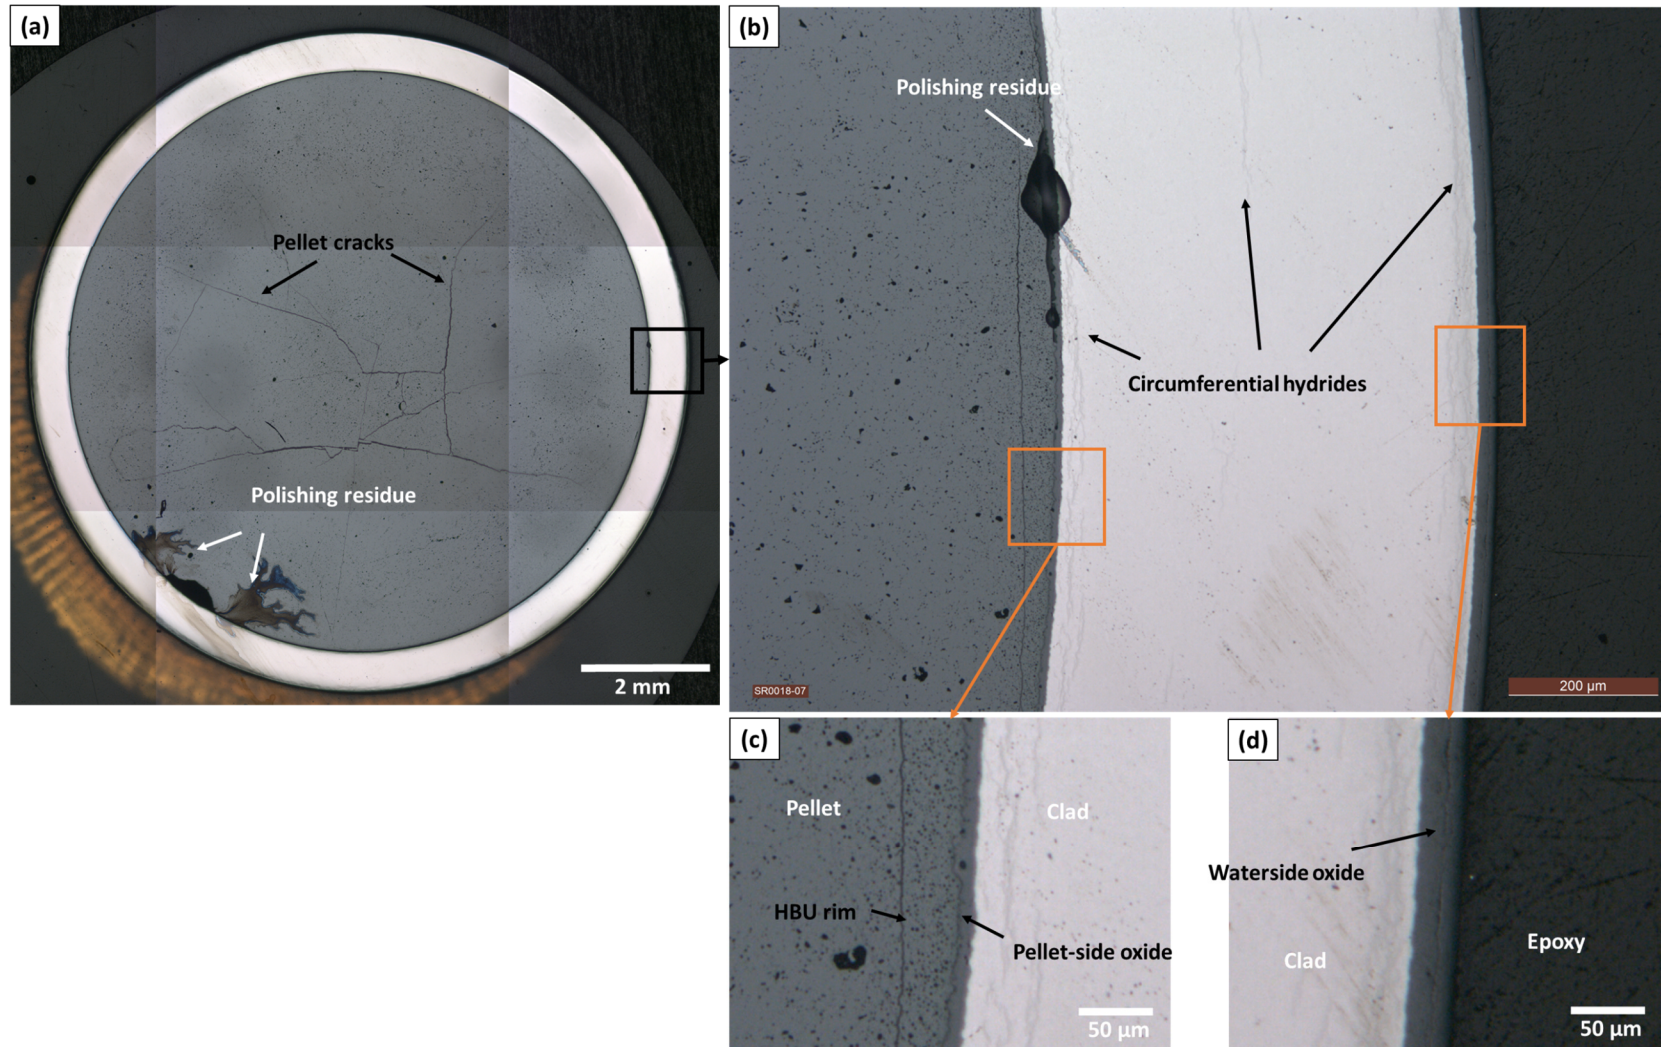 (a)
Pellet cracks
Polishing residue
2 mm
(b)
Polishing residue
Circumferential hydrides
SR0018-07
200 µm
(c)
Pellet
Clad
HBU rim
Pellet-side oxide
50 µm
(d)
Waterside oxide
Clad
Epoxy
50 µm